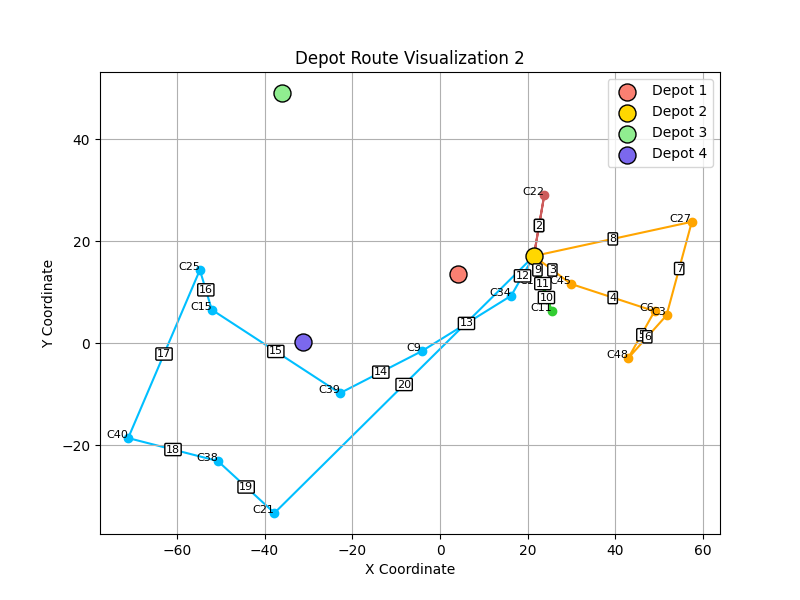 Depot Route Visualization 2
Depot 1
Depot 2
Depot 3
Depot 4
Y Coordinate
40
20
0
−20
−60
−40
−20
0
20
40
60
X Coordinate
C22
C27
C25
C15
C34
C45
C6
C3
C11
C48
C9
C39
C40
C38
C21
2
8
3
9
7
12
11
16
10
4
13
5
6
15
17
14
20
18
19